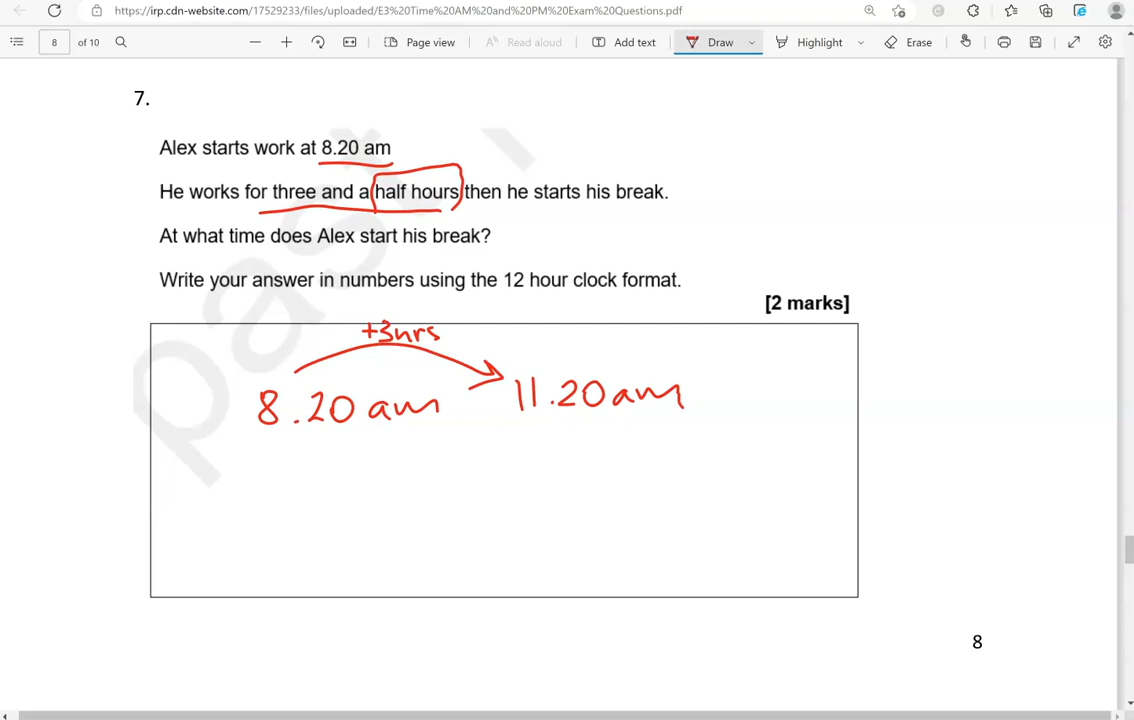 https://irp.cdn-website.com/17529233/files/uploaded/E3%20Time%20AM%20and%20PM%20Exam%20Questions.pdf
8 of 10 Page view Read aloud Add text Draw Highlight Erase
7.
Alex starts work at 8.20 am
He works for three and a half hours then he starts his break.
At what time does Alex start his break?
Write your answer in numbers using the 12 hour clock format.
[2 marks]
+3hrs
8.20 am 11.20am
8